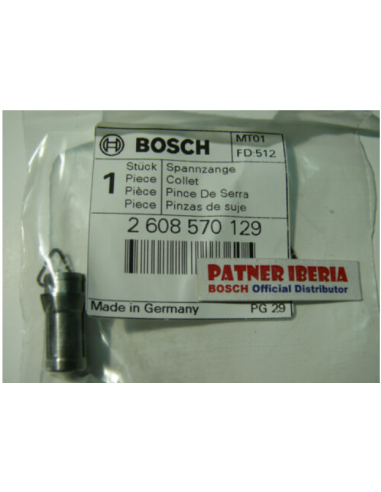 BOSCH
MT01
FD 512
1
Stück Spannzange
Piece Collet
Pièce Pince De Serra
Piece Pinzas de suje
2 608 570 129
PATNER IBERIA
BOSCH Official Distributor
Made in Germany
PG 29